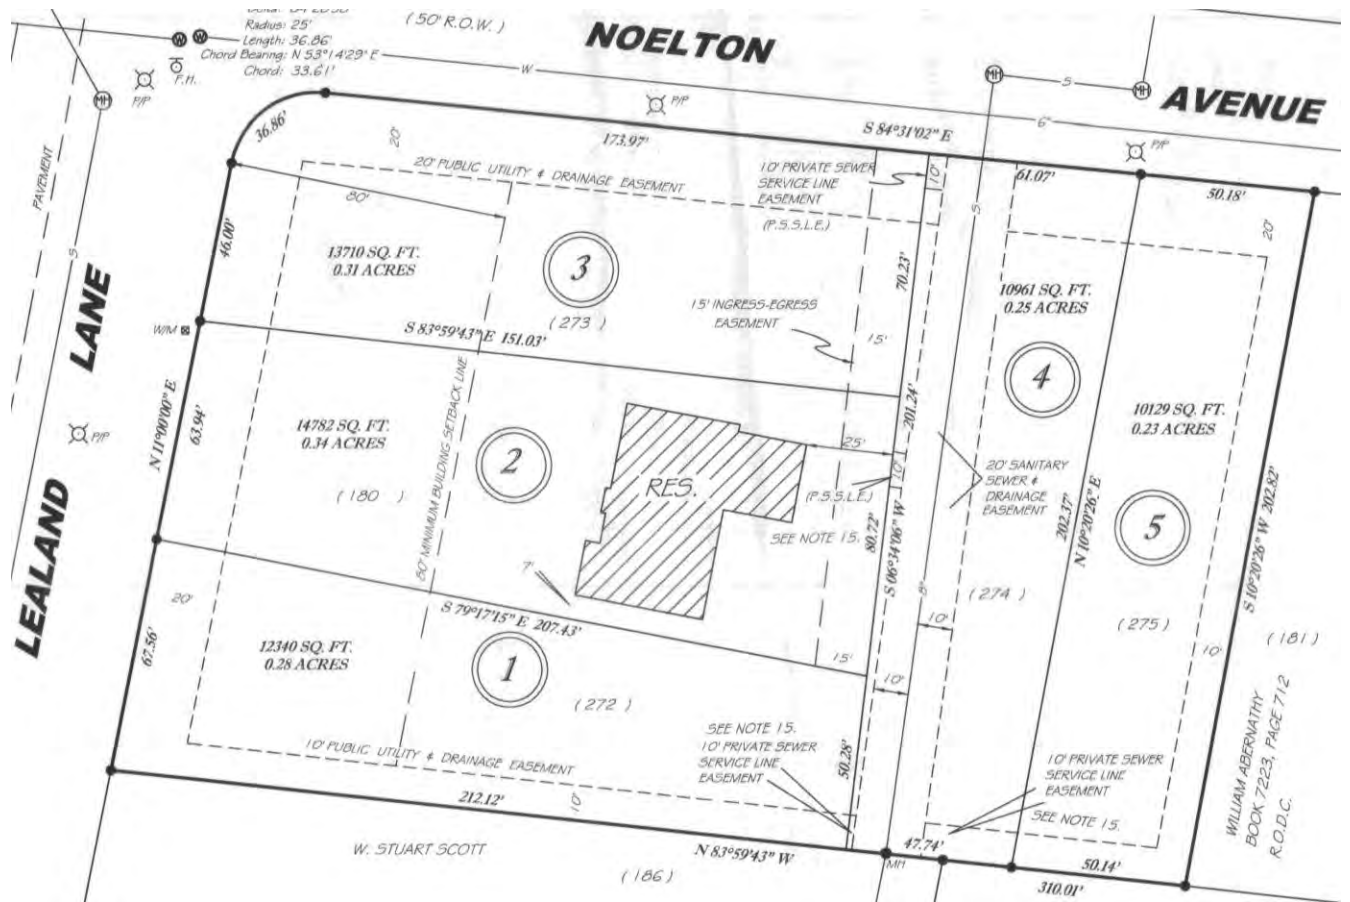 Radius: 25'
Length: 36.86'
Chord Bearing: N 53°14'29" E
Chord: 33.61'
( 50' R.O.W. )
NOELTON
AVENUE
W
W
W
S
6"
MH
MH
MH
P/P
F.H.
P/P
P/P
PAVEMENT
S
36.86'
20'
173.97'
S 84°31'02" E
61.07'
50.18'
20' PUBLIC UTILITY & DRAINAGE EASEMENT
10' PRIVATE SEWER
SERVICE LINE
EASEMENT
(P.S.S.L.E.)
10'
S
20'
80'
46.00'
13710 SQ. FT.
0.31 ACRES
3
( 273 )
70.23'
10961 SQ. FT.
0.25 ACRES
15' INGRESS-EGRESS
EASEMENT
15'
W/M
S 83°59'43" E 151.03'
4
LEALAND
LANE
P/P
N 11°00'00" E
63.94'
14782 SQ. FT.
0.34 ACRES
2
( 180 )
80' MINIMUM BUILDING SETBACK LINE
RES.
25'
201.24'
10'
(P.S.S.L.E.)
SEE NOTE 15.
80.72'
S 06°34'06" W
20' SANITARY
SEWER &
DRAINAGE
EASEMENT
10129 SQ. FT.
0.23 ACRES
5
202.37'
N 10°20'26" E
S 10°20'26" W 202.82'
( 274 )
( 275 )
( 181 )
8"
10'
10'
7'
20'
67.56'
S 79°17'15" E 207.43'
12340 SQ. FT.
0.28 ACRES
1
( 272 )
15'
10'
SEE NOTE 15.
10' PRIVATE SEWER
SERVICE LINE
EASEMENT
50.28'
10' PUBLIC UTILITY & DRAINAGE EASEMENT
10'
212.12'
10' PRIVATE SEWER
SERVICE LINE
EASEMENT
SEE NOTE 15.
WILLIAM ABERNATHY
BOOK 7223, PAGE 712
R.O.D.C.
W. STUART SCOTT
( 186 )
N 83°59'43" W
MH
47.74'
50.14'
310.01'